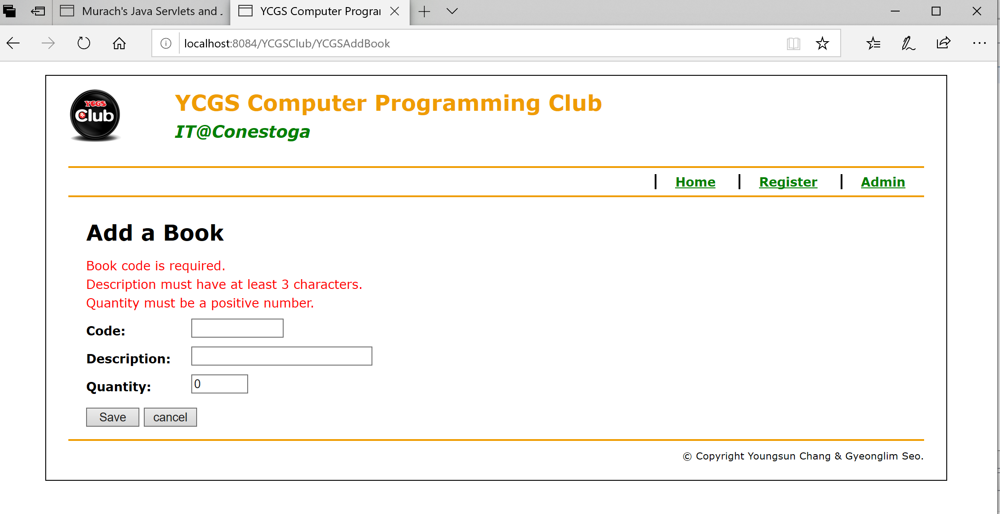 Murach's Java Servlets and
YCGS Computer Program
localhost:8084/YCGSClub/YCGSAddBook
YCGS
Club
YCGS Computer Programming Club
IT@Conestoga
Home
Register
Admin
Add a Book
Book code is required.
Description must have at least 3 characters.
Quantity must be a positive number.
Code:
Description:
Quantity:
0
Save
cancel
© Copyright Youngsun Chang & Gyeonglim Seo.